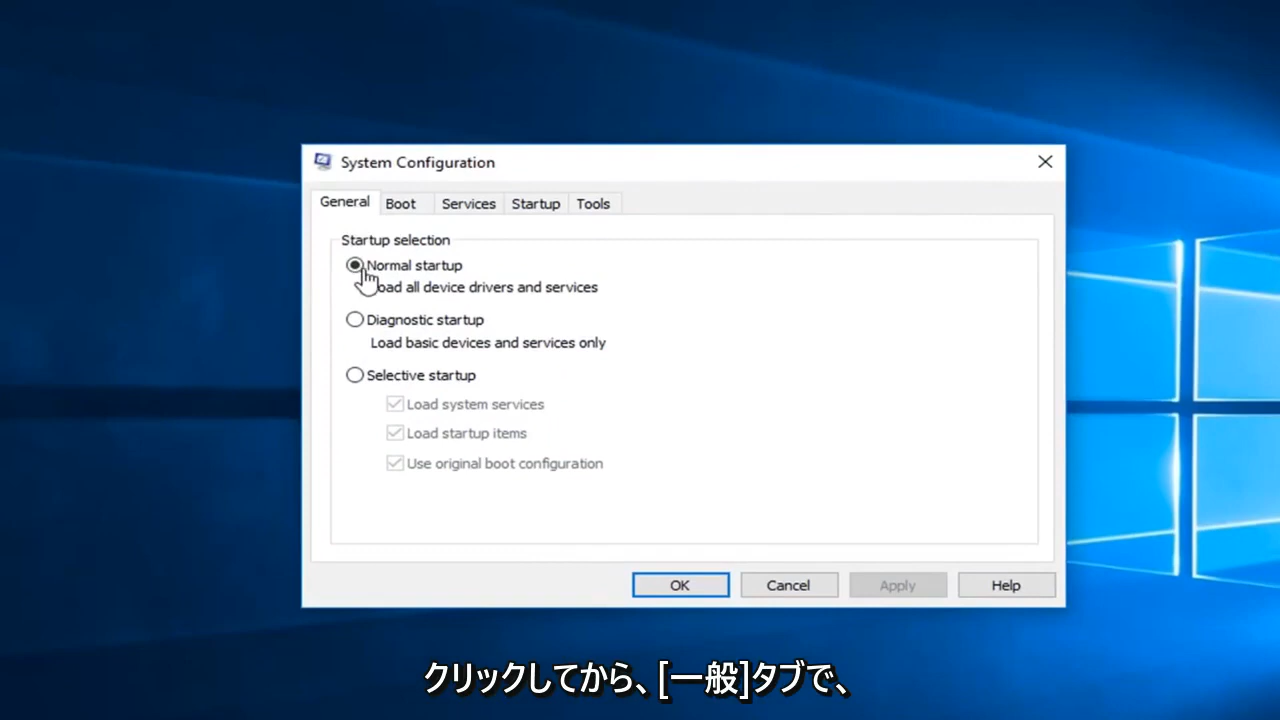 System Configuration
General Boot Services Startup Tools
Startup selection
Normal startup
oad all device drivers and services
Diagnostic startup
Load basic devices and services only
Selective startup
Load system services
Load startup items
Use original boot configuration
OK Cancel Apply Help
クリックしてから、[一般]タブで、